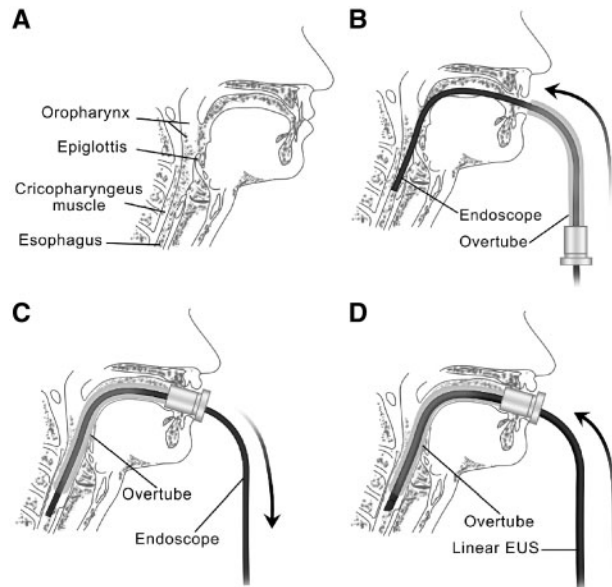 A
Oropharynx
Epiglottis
Cricopharyngeus
muscle
Esophagus
B
Endoscope
Overtube
C
Overtube
Endoscope
D
Overtube
Linear EUS